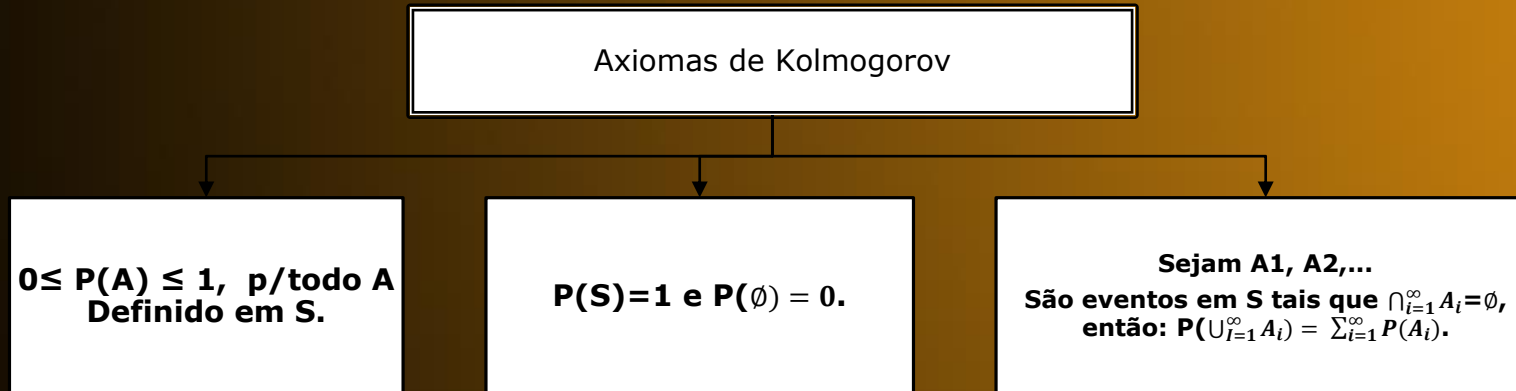 Axiomas de Kolmogorov
0≤ P(A) ≤ 1, p/todo A
Definido em S.
P(S)=1 e P(∅) = 0.
Sejam A1, A2,...
São eventos em S tais que ⋂_{i=1}^{∞} A_i=∅,
então: P(⋃_{I=1}^{∞} A_i) = ∑_{i=1}^{∞} P(A_i).